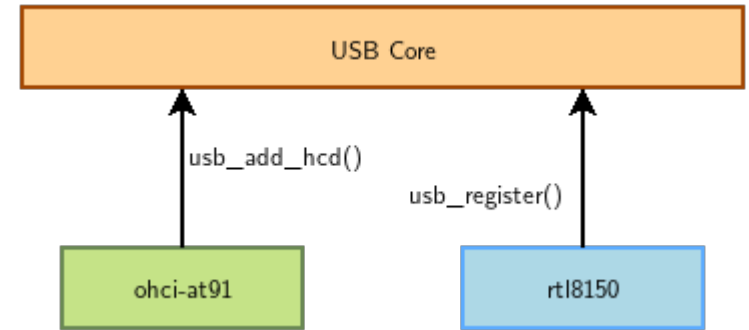 USB Core
usb_add_hcd()
usb_register()
ohci-at91
rtl8150